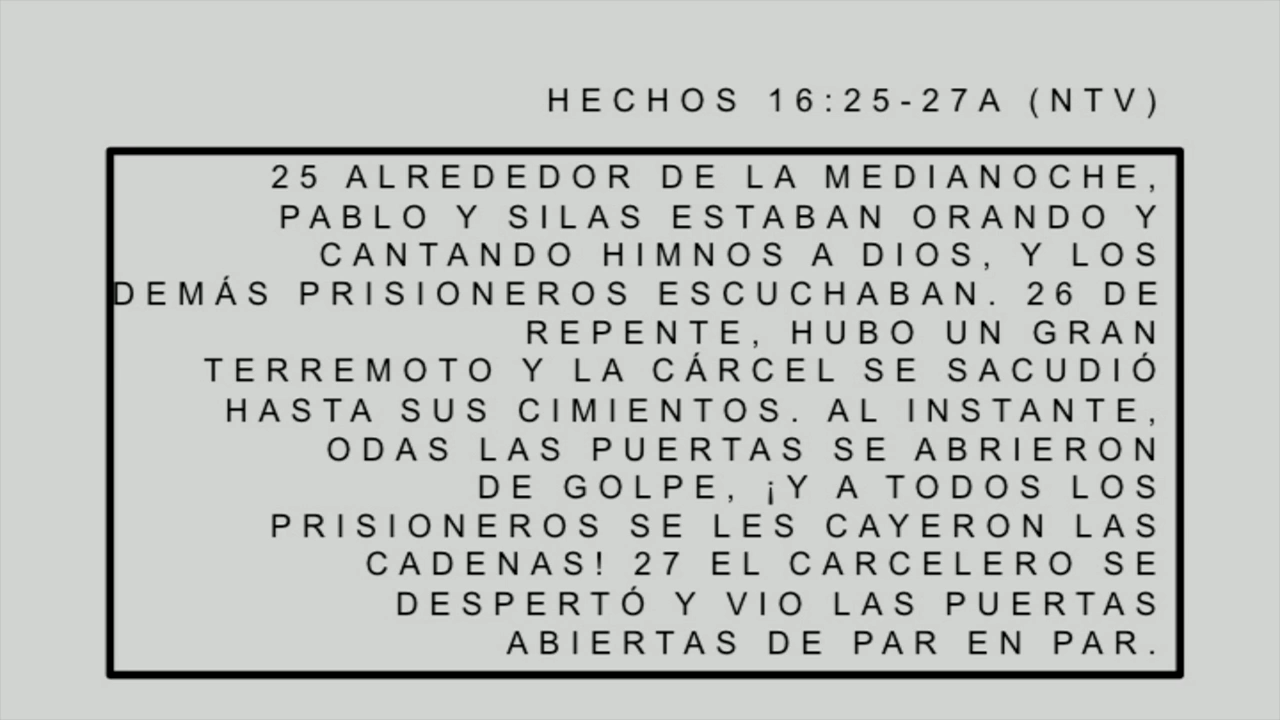 HECHOS 16:25-27A (NTV)
25 ALREDEDOR DE LA MEDIANOCHE,
PABLO Y SILAS ESTABAN ORANDO Y
CANTANDO HIMNOS A DIOS, Y LOS
DEMÁS PRISIONEROS ESCUCHABAN. 26 DE
REPENTE, HUBO UN GRAN
TERREMOTO Y LA CÁRCEL SE SACUDIÓ
HASTA SUS CIMIENTOS. AL INSTANTE,
ODAS LAS PUERTAS SE ABRIERON
DE GOLPE, ¡Y A TODOS LOS
PRISIONEROS SE LES CAYERON LAS
CADENAS! 27 EL CARCELERO SE
DESPERTÓ Y VIO LAS PUERTAS
ABIERTAS DE PAR EN PAR.